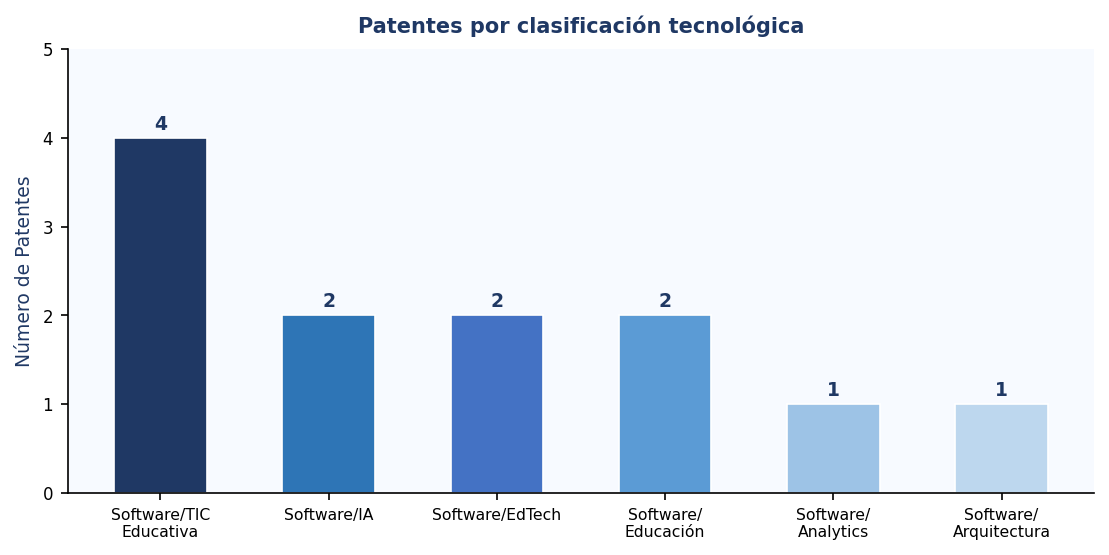 Patentes por clasificación tecnológica
Número de Patentes
5
4
3
2
1
0
4
2
2
2
1
1
Software/TIC
Educativa
Software/IA
Software/EdTech
Software/
Educación
Software/
Analytics
Software/
Arquitectura